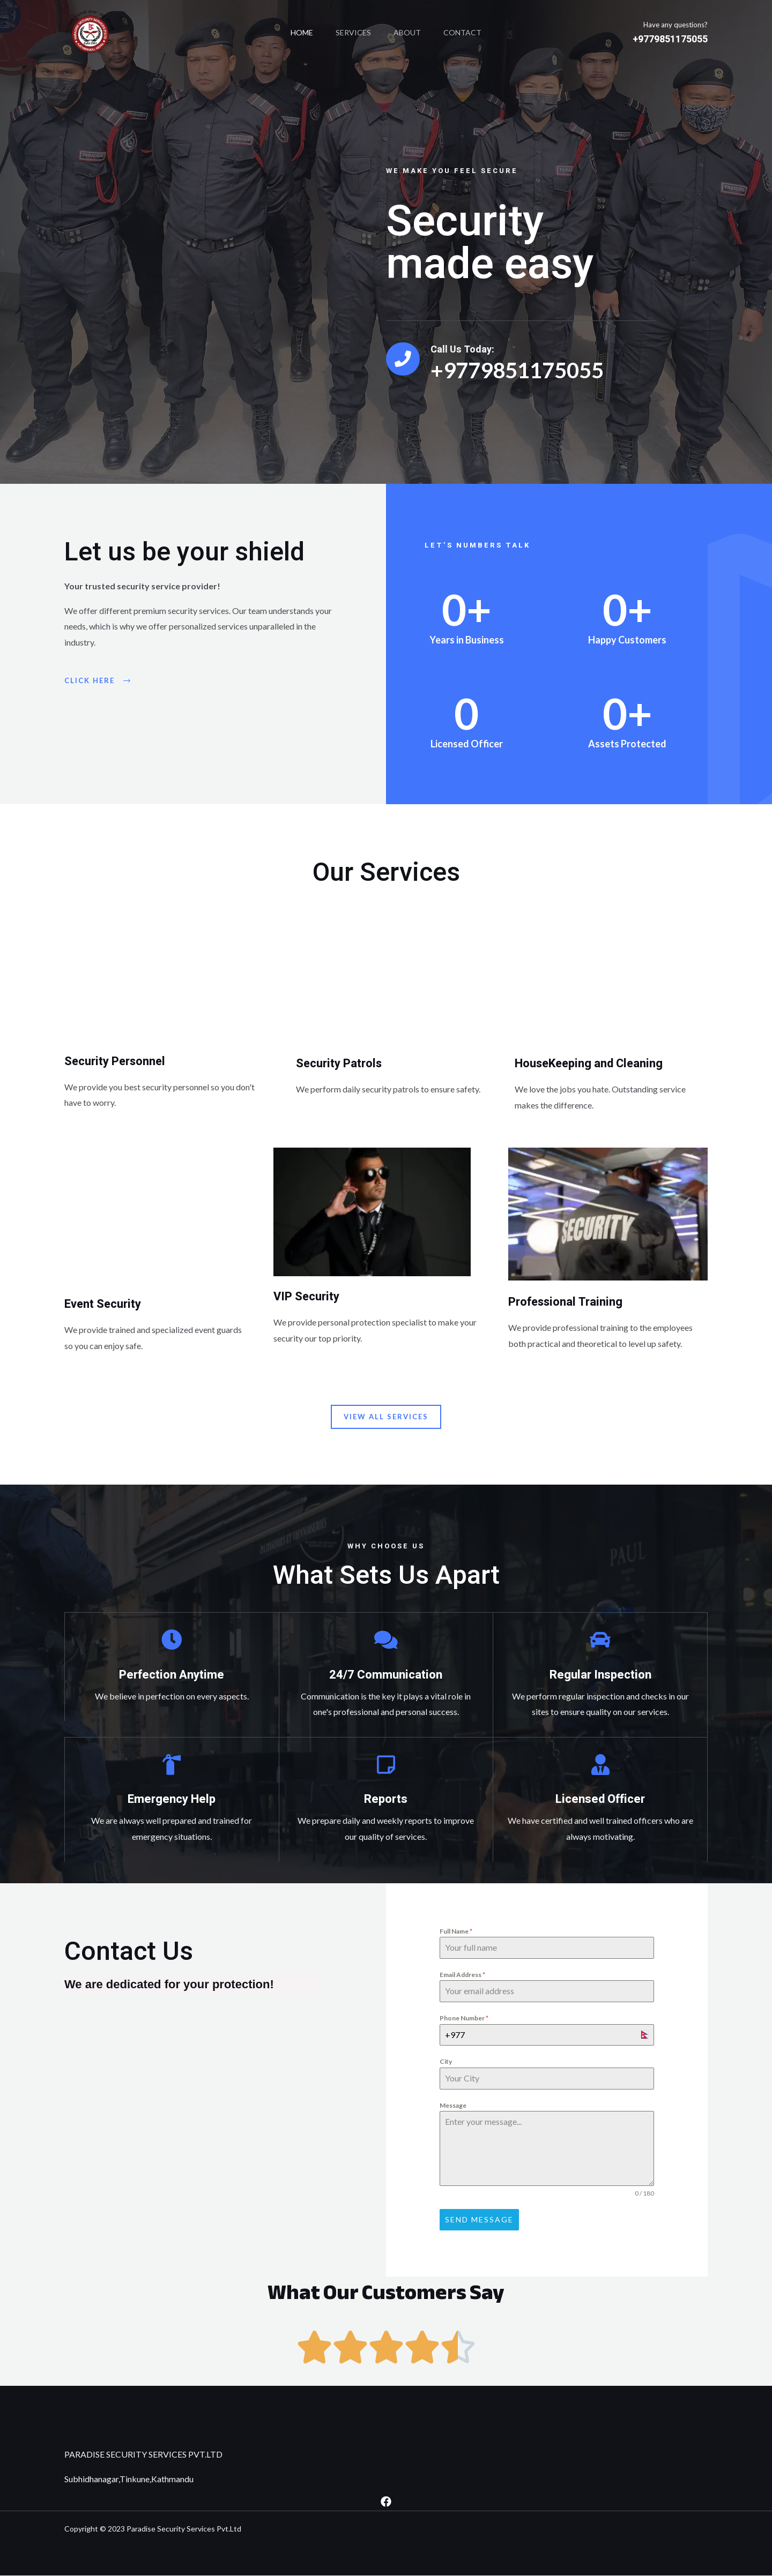 HOME SERVICES ABOUT CONTACT
Have any questions?
+9779851175055
WE MAKE YOU FEEL SECURE
Security
made easy
Call Us Today:
+9779851175055
Let us be your shield
Your trusted security service provider!
We offer different premium security services. Our team understands your
needs, which is why we offer personalized services unparalleled in the
industry.
CLICK HERE →
LET'S NUMBERS TALK
0+
Years in Business
0+
Happy Customers
0
Licensed Officer
0+
Assets Protected
Our Services
Security Personnel
We provide you best security personnel so you don't
have to worry.
Security Patrols
We perform daily security patrols to ensure safety.
HouseKeeping and Cleaning
We love the jobs you hate. Outstanding service
makes the difference.
Event Security
We provide trained and specialized event guards
so you can enjoy safe.
VIP Security
We provide personal protection specialist to make your
security our top priority.
SECURITY
Professional Training
We provide professional training to the employees
both practical and theoretical to level up safety.
VIEW ALL SERVICES
PAUL
WHY CHOOSE US
What Sets Us Apart
Perfection Anytime
We believe in perfection on every aspects.
24/7 Communication
Communication is the key it plays a vital role in
one's professional and personal success.
Regular Inspection
We perform regular inspection and checks in our
sites to ensure quality on our services.
Emergency Help
We are always well prepared and trained for
emergency situations.
Reports
We prepare daily and weekly reports to improve
our quality of services.
Licensed Officer
We have certified and well trained officers who are
always motivating.
Contact Us
We are dedicated for your protection!
Full Name *
Your full name
Email Address *
Your email address
Phone Number *
+977
City
Your City
Message
Enter your message...
0 / 180
SEND MESSAGE
What Our Customers Say
PARADISE SECURITY SERVICES PVT.LTD
Subhidhanagar,Tinkune,Kathmandu
Copyright © 2023 Paradise Security Services Pvt.Ltd